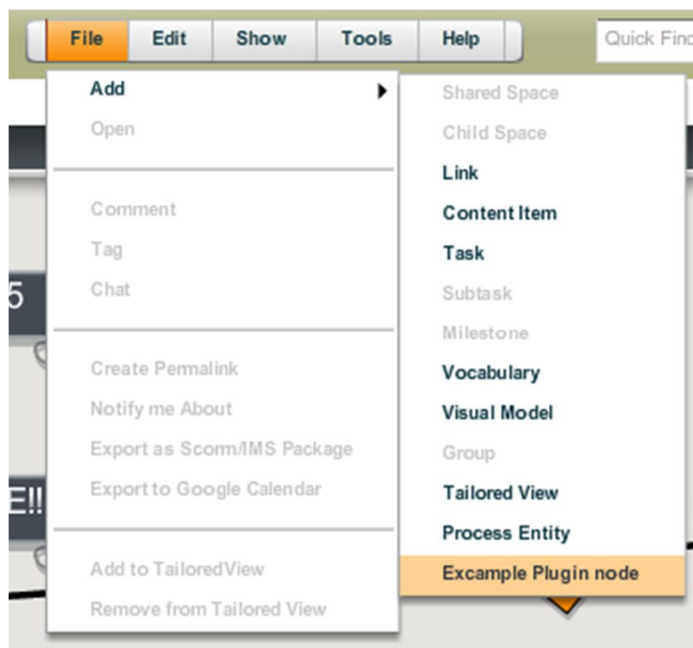 File Edit Show Tools Help Quick Find
Add
Open
Comment
Tag
Chat
Create Permalink
Notify me About
Export as Scorm/IMS Package
Export to Google Calendar
Add to TailoredView
Remove from Tailored View
Shared Space
Child Space
Link
Content Item
Task
Subtask
Milestone
Vocabulary
Visual Model
Group
Tailored View
Process Entity
Excample Plugin node
5
E!!